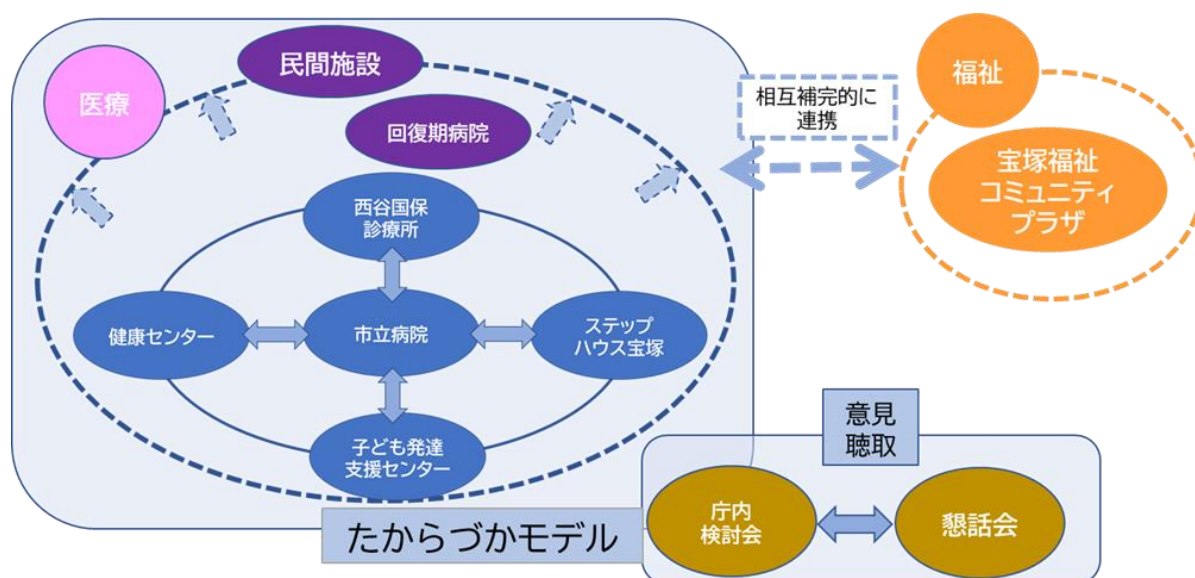 医療
民間施設
回復期病院
西谷国保
診療所
健康センター
市立病院
ステップ
ハウス宝塚
子ども発達
支援センター
たからづかモデル
相互補完的に
連携
福祉
宝塚福祉
コミュニティ
プラザ
意見
聴取
庁内
検討会
懇話会